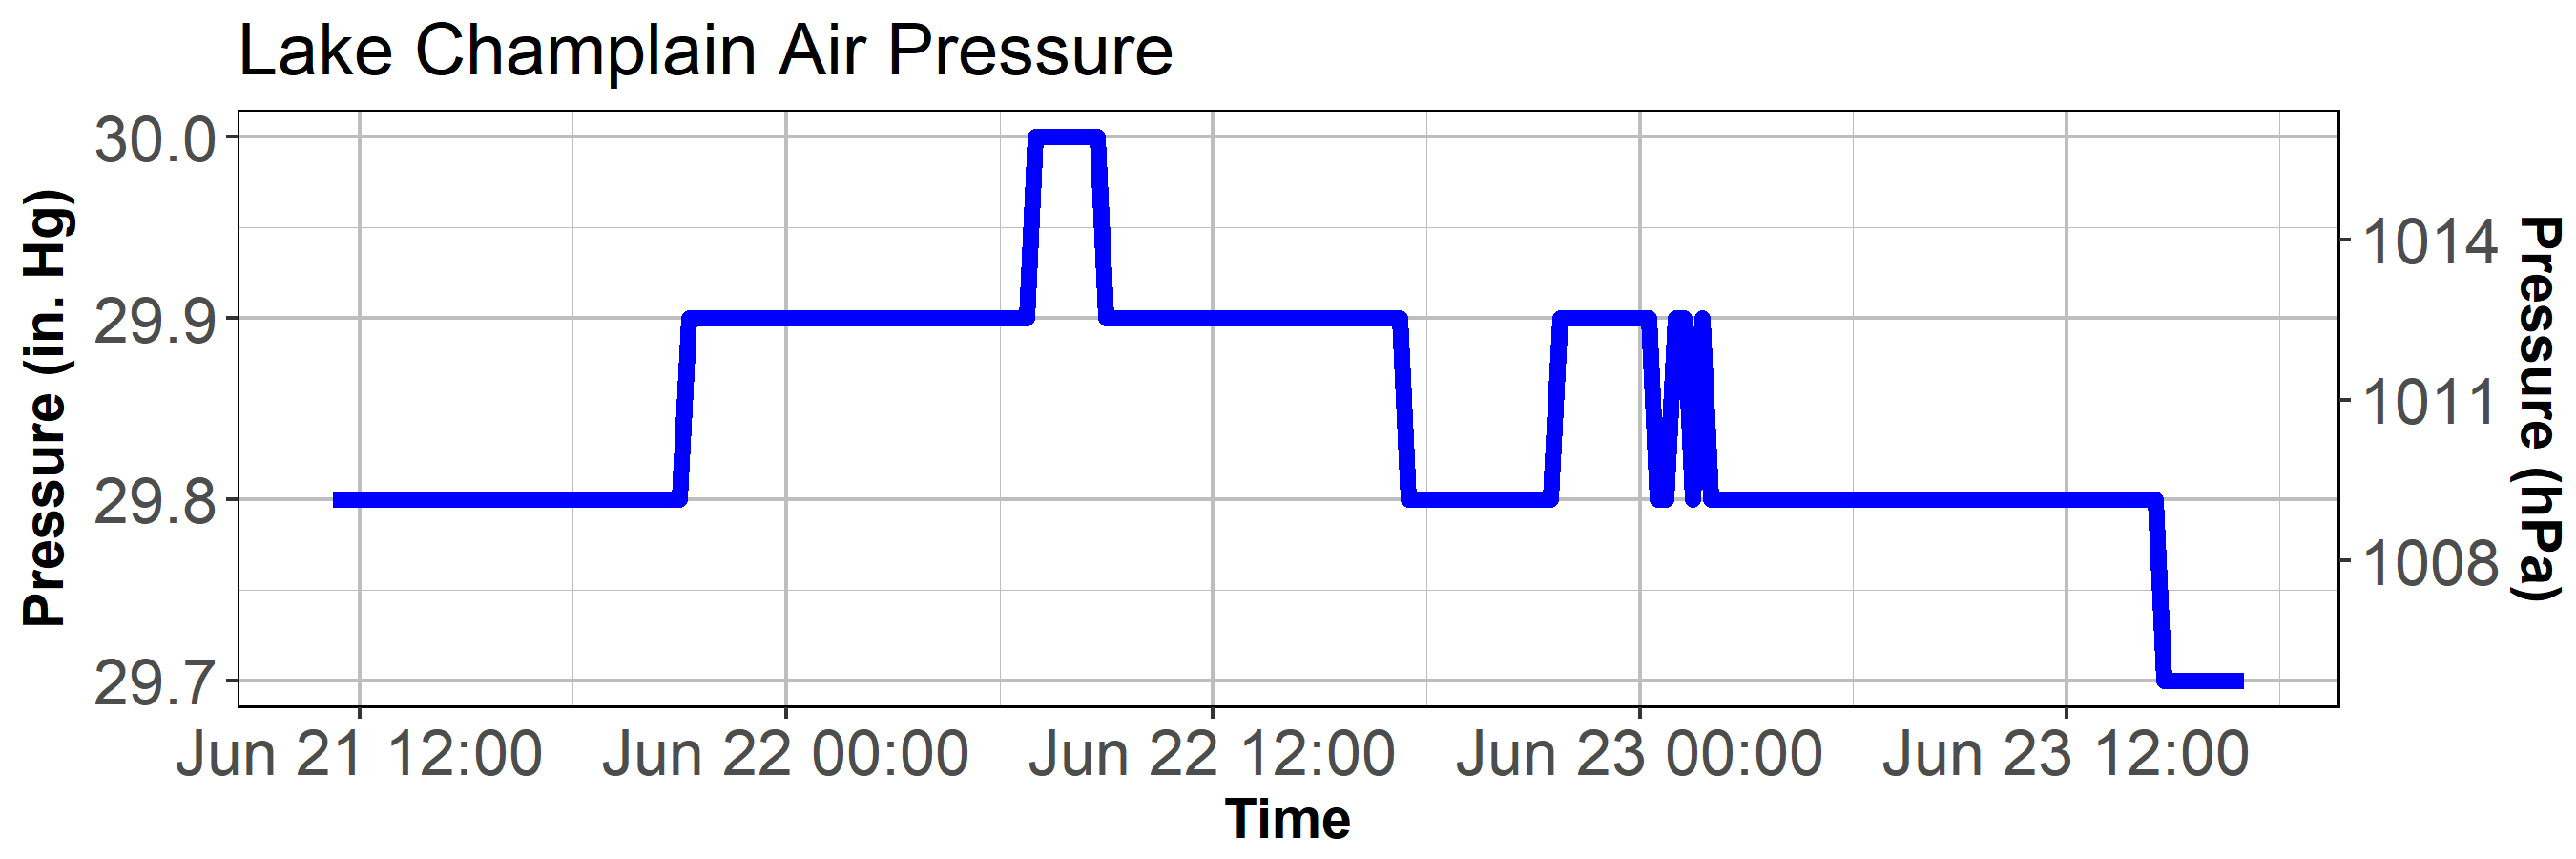 Lake Champlain Air Pressure
Pressure (in. Hg)
30.0
29.9
29.8
29.7
1014
1011
1008
Pressure (hPa)
Jun 21 12:00
Jun 22 00:00
Jun 22 12:00
Jun 23 00:00
Jun 23 12:00
Time